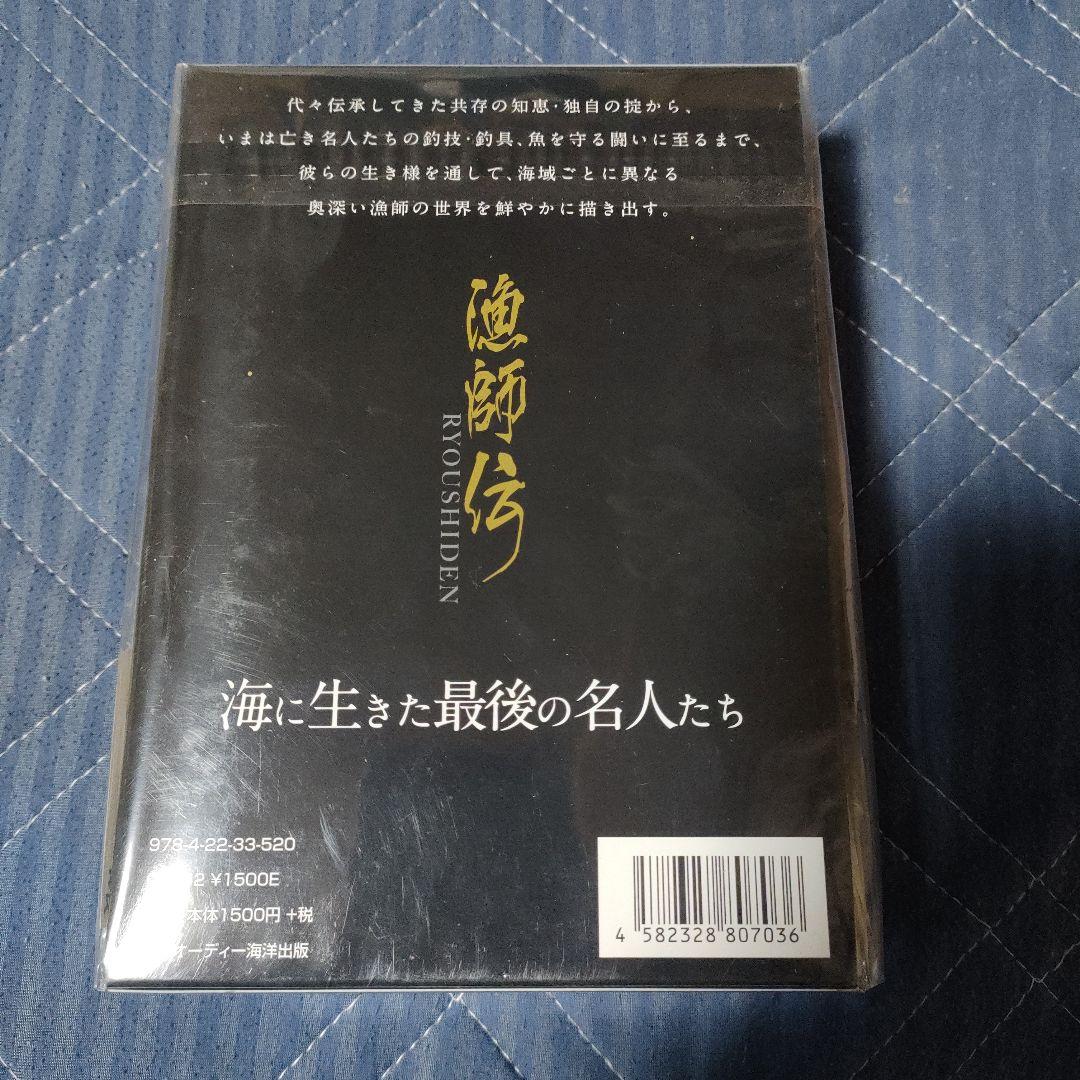 代々伝承してきた共存の知恵・独自の掟から、
いまは亡き名人たちの釣技・釣具、魚を守る闘いに至るまで、
彼らの生き様を通して、海域ごとに異なる
奥深い漁師の世界を鮮やかに描き出す。
漁師伝
RYOUSHIDEN
海に生きた最後の名人たち
978-4-22-33-520
2 ¥1500E
本体1500円+税
オーディー海洋出版
4 582328 807036